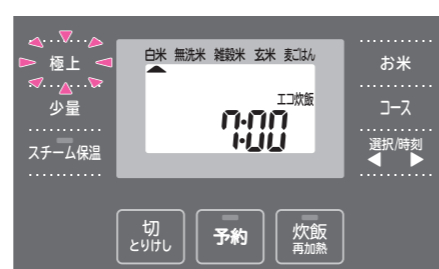 極上
少量
スチーム保温
白米 無洗米 雑穀米 玄米 麦ごはん
エコ炊飯
7:00
お米
コース
選択/時刻
切
とりけし
予約
炊飯
再加熱